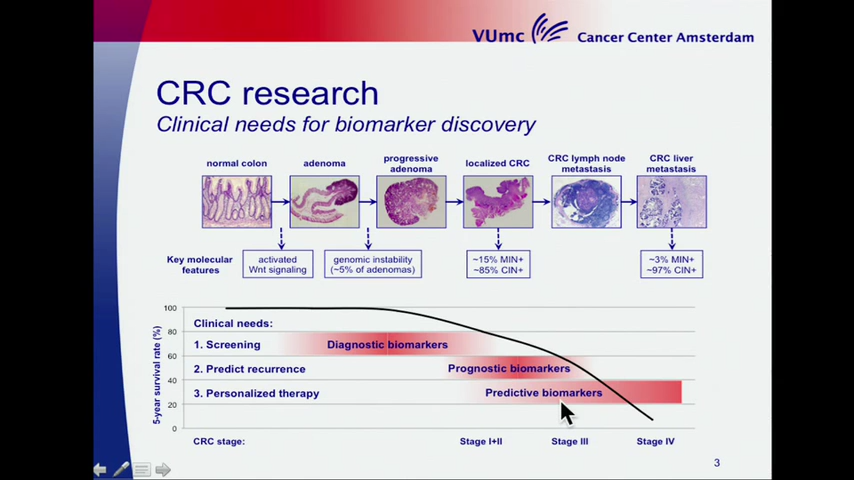 VUmc
Cancer Center Amsterdam
CRC research
Clinical needs for biomarker discovery
normal colon
adenoma
progressive
adenoma
localized CRC
CRC lymph node
metastasis
CRC liver
metastasis
Key molecular
features
activated
Wnt signaling
genomic instability
(~5% of adenomas)
~15% MIN+
~85% CIN+
~3% MIN+
~97% CIN+
5-year survival rate (%)
100
80
60
40
20
0
Clinical needs:
1. Screening
Diagnostic biomarkers
2. Predict recurrence
Prognostic biomarkers
3. Personalized therapy
Predictive biomarkers
CRC stage:
Stage I+II
Stage III
Stage IV
3